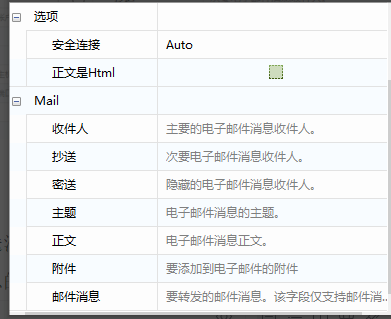 选项
安全连接 Auto
正文是Html
Mail
收件人 主要的电子邮件消息收件人。
抄送 次要电子邮件消息收件人。
密送 隐藏的电子邮件消息收件人。
主题 电子邮件消息的主题。
正文 电子邮件消息正文。
附件 要添加到电子邮件的附件
邮件消息 要转发的邮件消息。该字段仅支持邮件消...